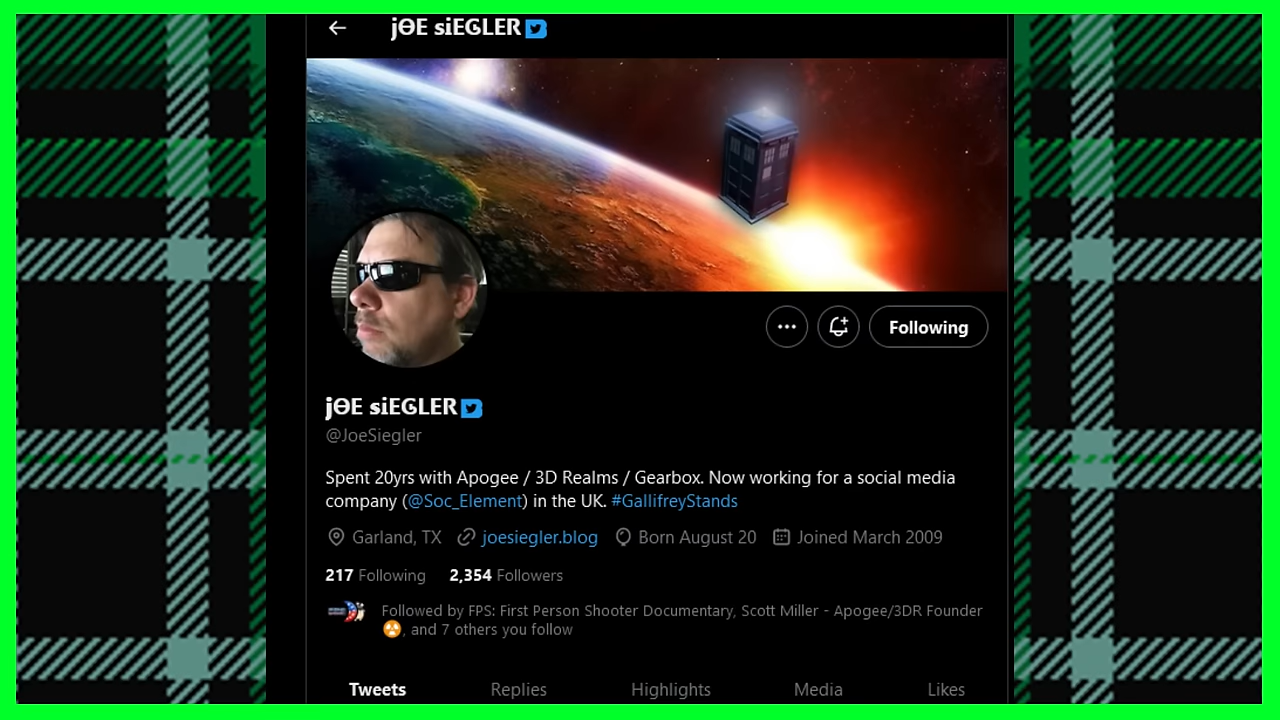 jӨE siEGLER
jӨE siEGLER
Following
@JoeSiegler
Spent 20yrs with Apogee / 3D Realms / Gearbox. Now working for a social media
company (@Soc_Element) in the UK. #GallifreyStands
Garland, TX joesiegler.blog Born August 20 Joined March 2009
217 Following 2,354 Followers
Followed by FPS: First Person Shooter Documentary, Scott Miller - Apogee/3DR Founder
☢️, and 7 others you follow
Tweets Replies Highlights Media Likes